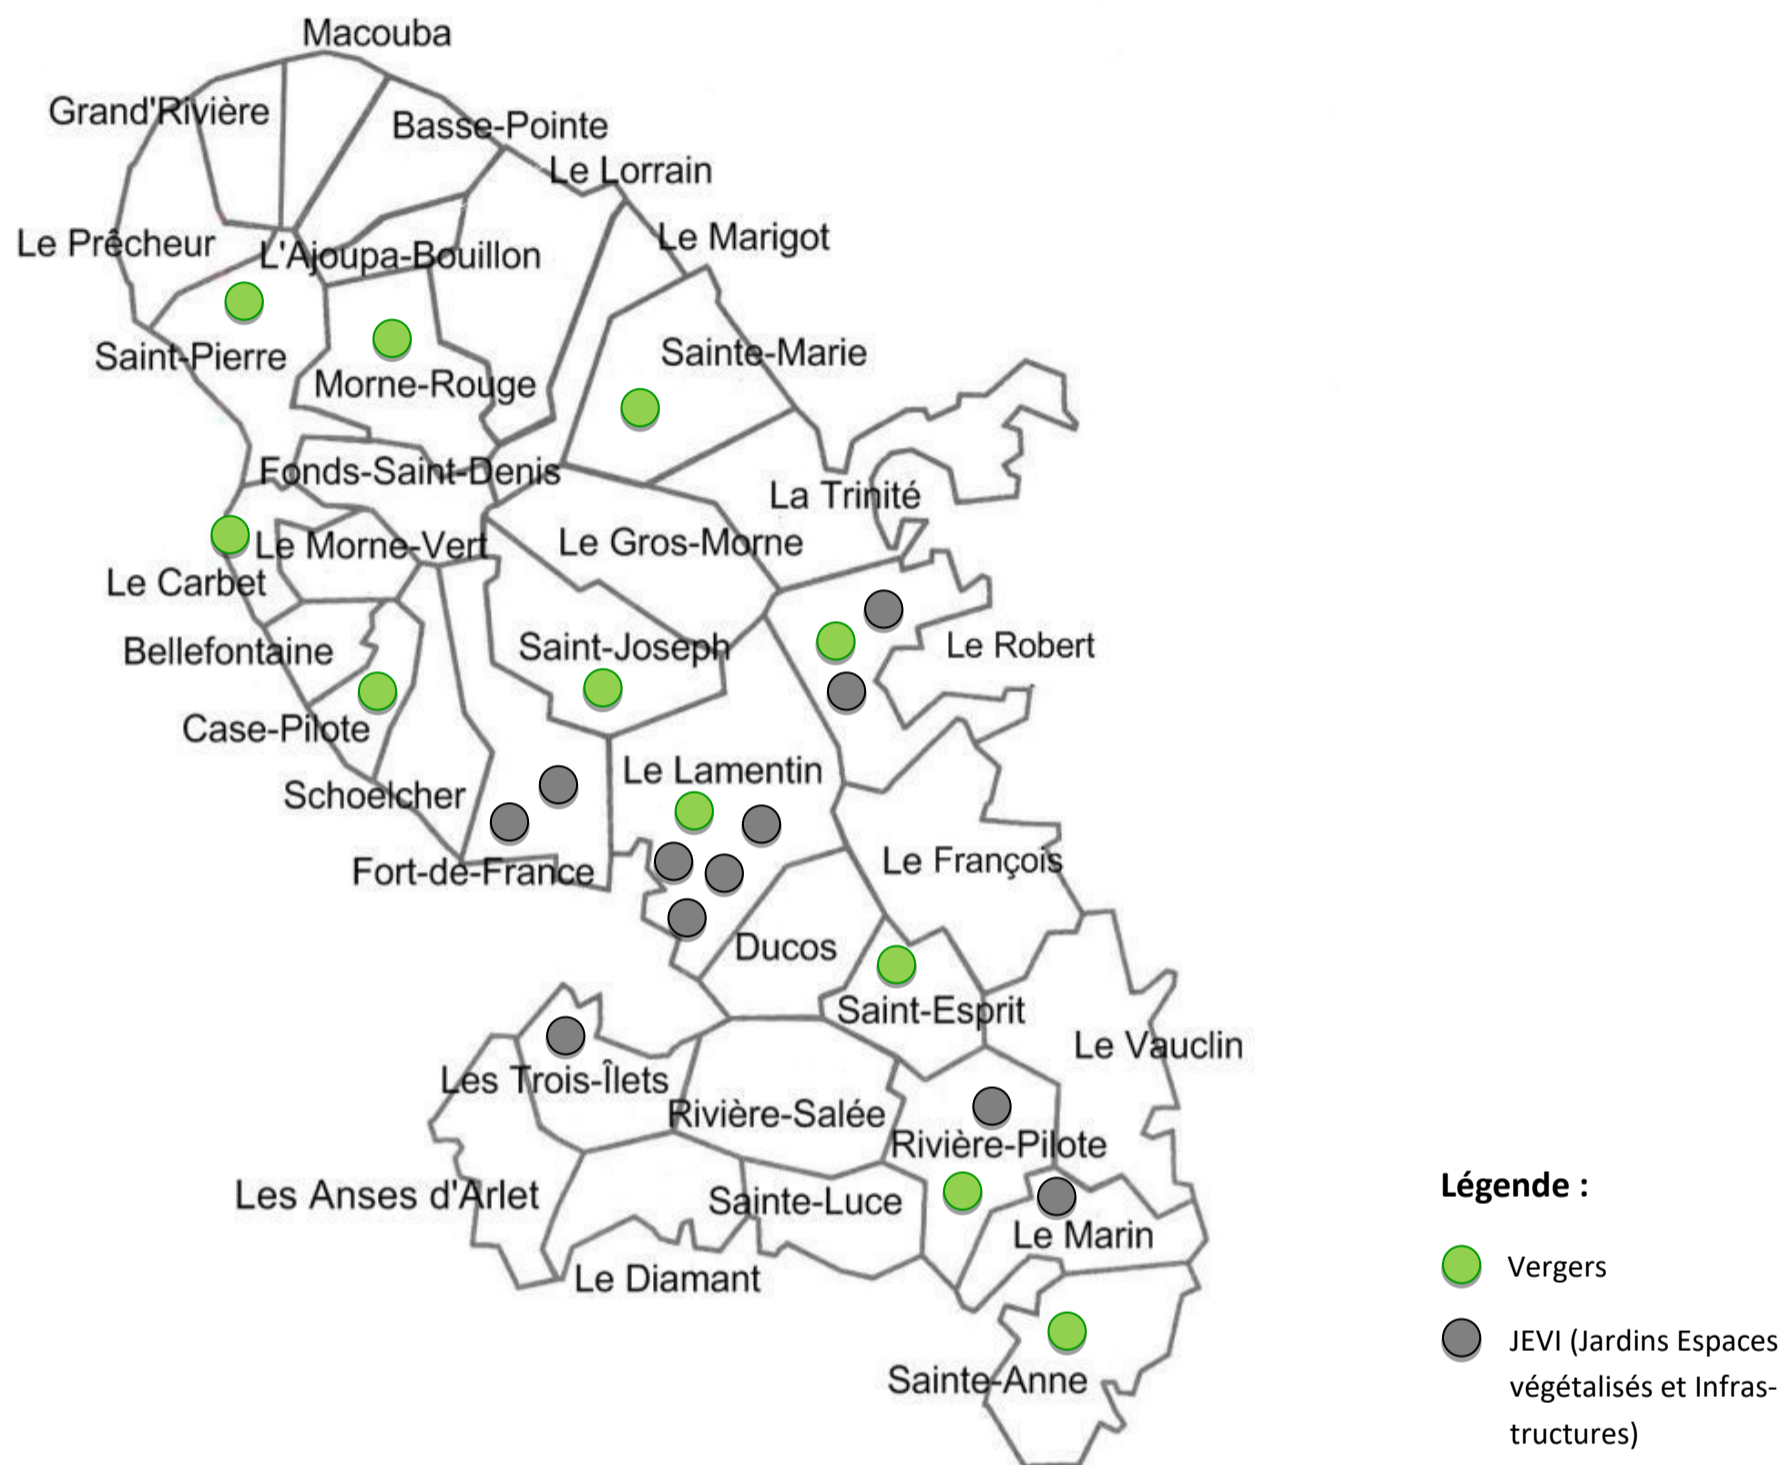 Macouba
Grand'Rivière
Basse-Pointe
Le Lorrain
Le Marigot
Le Prêcheur
L'Ajoupa-Bouillon
Saint-Pierre
Sainte-Marie
Morne-Rouge
Fonds-Saint-Denis
La Trinité
Le Morne-Vert
Le Gros-Morne
Le Carbet
Bellefontaine
Saint-Joseph
Le Robert
Case-Pilote
Le Lamentin
Schoelcher
Fort-de-France
Le François
Ducos
Saint-Esprit
Le Vauclin
Les Trois-Îlets
Rivière-Salée
Rivière-Pilote
Les Anses d'Arlet
Sainte-Luce
Le Marin
Le Diamant
Sainte-Anne
Légende :
Vergers
JEVI (Jardins Espaces
végétalisés et Infras-
tructures)